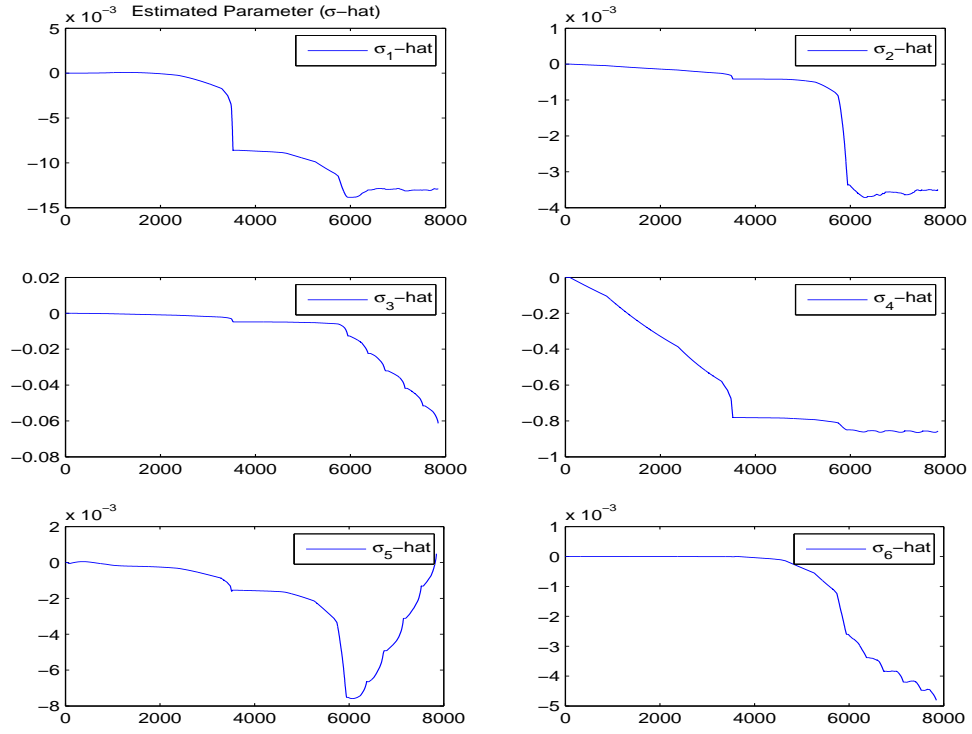 Estimated Parameter (σ−hat)
x 10⁻³
5
0
−5
−10
−15
0 2000 4000 6000 8000
σ₁−hat
x 10⁻³
1
0
−1
−2
−3
−4
0 2000 4000 6000 8000
σ₂−hat
0.02
0
−0.02
−0.04
−0.06
−0.08
0 2000 4000 6000 8000
σ₃−hat
0
−0.2
−0.4
−0.6
−0.8
−1
0 2000 4000 6000 8000
σ₄−hat
x 10⁻³
2
0
−2
−4
−6
−8
0 2000 4000 6000 8000
σ₅−hat
x 10⁻³
1
0
−1
−2
−3
−4
−5
0 2000 4000 6000 8000
σ₆−hat